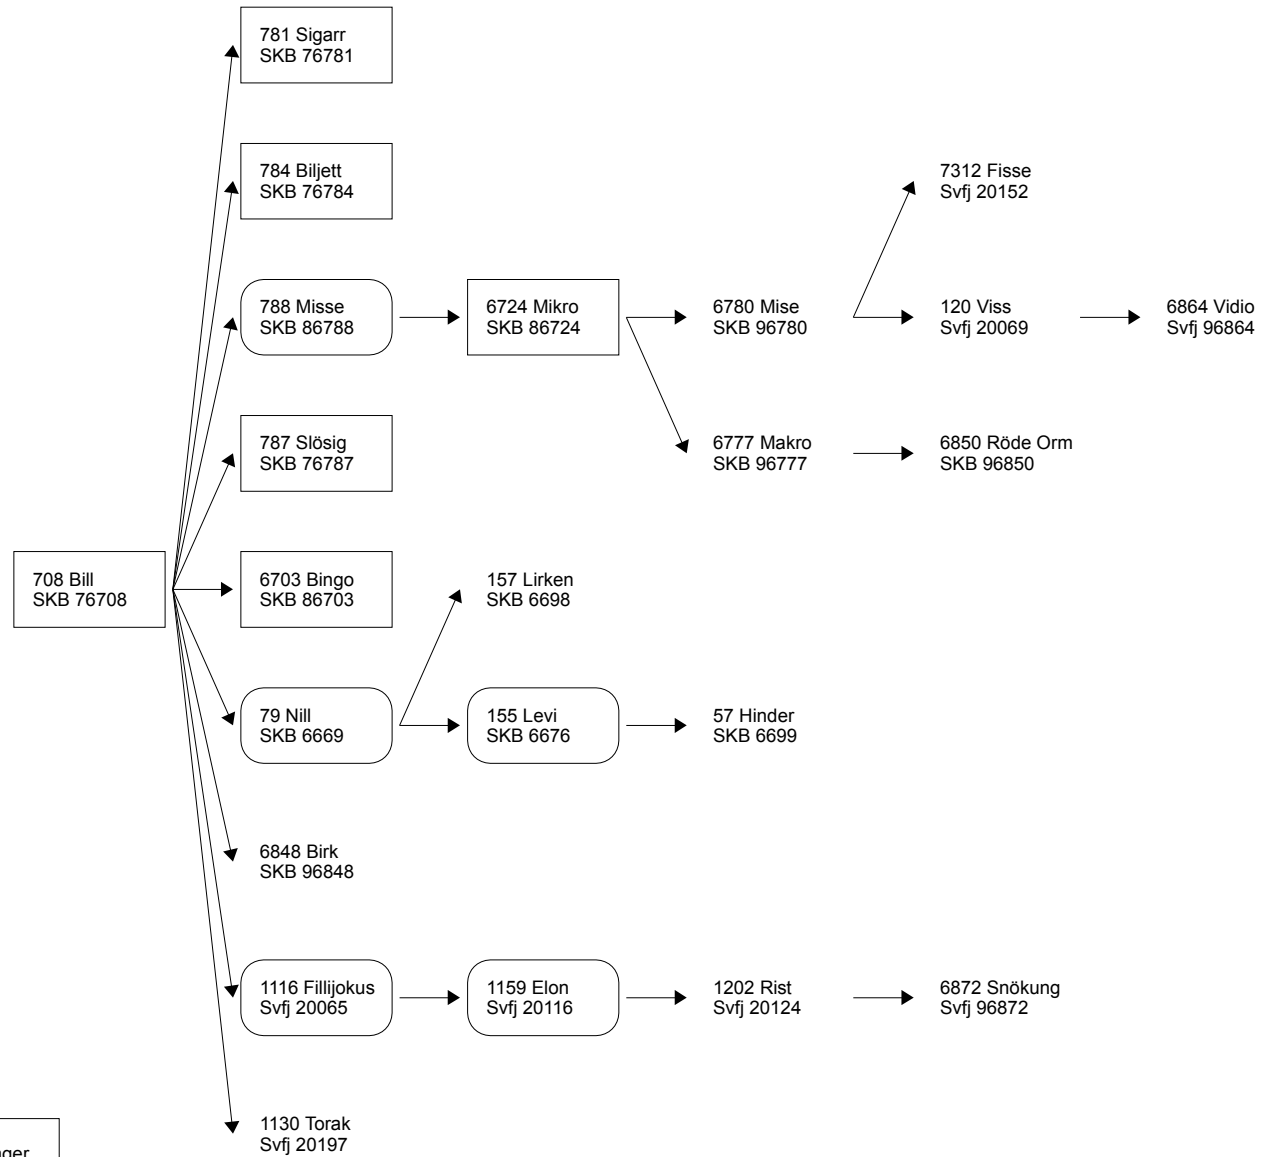 781 Sigarr
SKB 76781
784 Biljett
SKB 76784
7312 Fisse
Svfj 20152
788 Misse
SKB 86788
6724 Mikro
SKB 86724
6780 Mise
SKB 96780
120 Viss
Svfj 20069
6864 Vidio
Svfj 96864
787 Slösig
SKB 76787
6777 Makro
SKB 96777
6850 Röde Orm
SKB 96850
708 Bill
SKB 76708
6703 Bingo
SKB 86703
157 Lirken
SKB 6698
79 Nill
SKB 6669
155 Levi
SKB 6676
57 Hinder
SKB 6699
6848 Birk
SKB 96848
1116 Fillijokus
Svfj 20065
1159 Elon
Svfj 20116
1202 Rist
Svfj 20124
6872 Snökung
Svfj 96872
1130 Torak
Svfj 20197